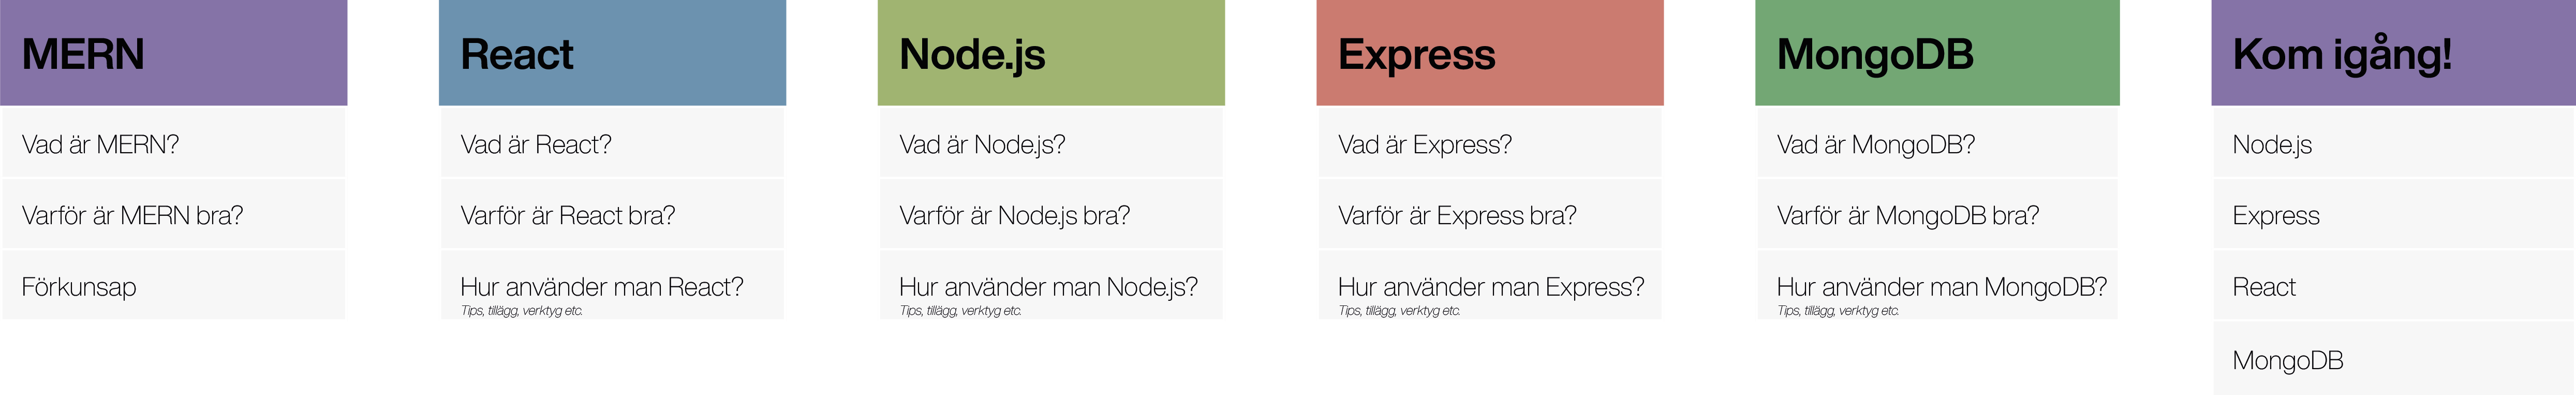 MERN
Vad är MERN?
Varför är MERN bra?
Förkunsap
React
Vad är React?
Varför är React bra?
Hur använder man React?
Tips, tillägg, verktyg etc.
Node.js
Vad är Node.js?
Varför är Node.js bra?
Hur använder man Node.js?
Tips, tillägg, verktyg etc.
Express
Vad är Express?
Varför är Express bra?
Hur använder man Express?
Tips, tillägg, verktyg etc.
MongoDB
Vad är MongoDB?
Varför är MongoDB bra?
Hur använder man MongoDB?
Tips, tillägg, verktyg etc.
Kom igång!
Node.js
Express
React
MongoDB